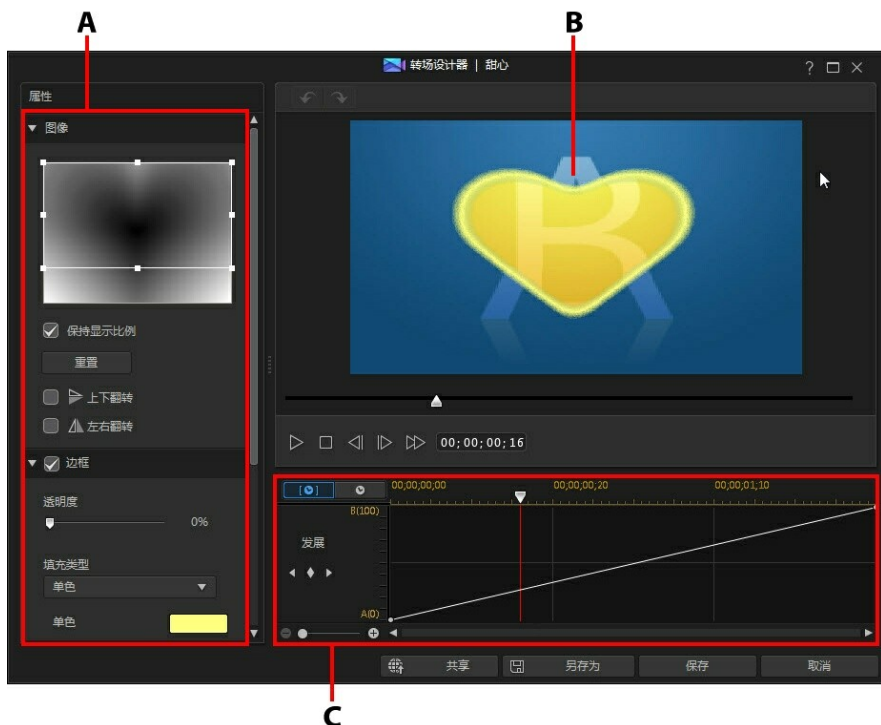 A
B
转场设计器 | 甜心
?
属性
图像
保持显示比例
重置
上下翻转
左右翻转
边框
透明度
0%
填充类型
单色
单色
A
B
00;00;00;16
00;00;00;00
00;00;00;20
00;00;01;10
B(100)
发展
A(0)
共享
另存为
保存
取消
C